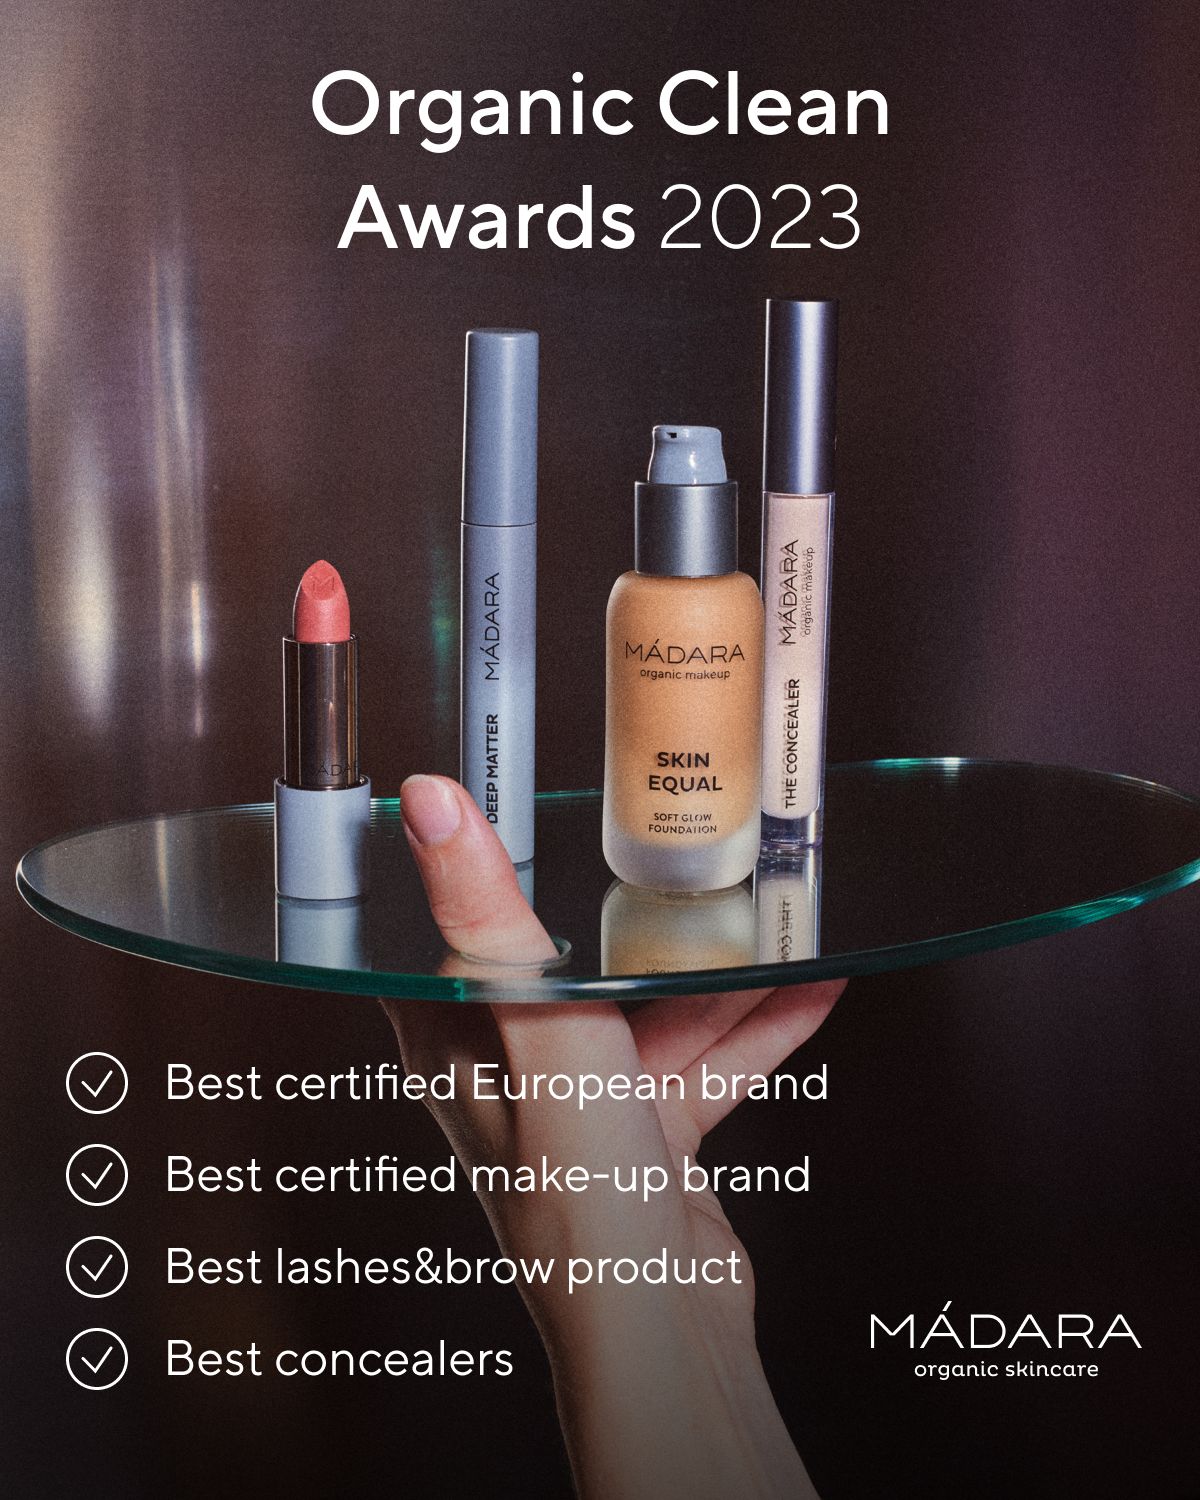 Organic Clean
Awards 2023
M
MÁDARA
DEEP MATTER
MÁDARA
organic makeup
SKIN
EQUAL
SOFT GLOW
FOUNDATION
MÁDARA
organic makeup
THE CONCEALER
Best certified European brand
Best certified make-up brand
Best lashes&brow product
Best concealers
MÁDARA
organic skincare